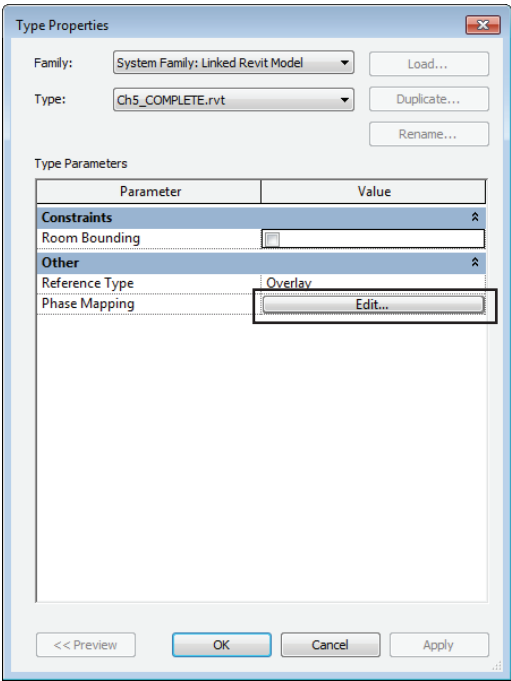 Type Properties
Family: System Family: Linked Revit Model Load...
Type: Ch5_COMPLETE.rvt Duplicate...
Rename...
Type Parameters
Parameter Value
Constraints
Room Bounding
Other
Reference Type Overlay
Phase Mapping Edit...
<< Preview OK Cancel Apply